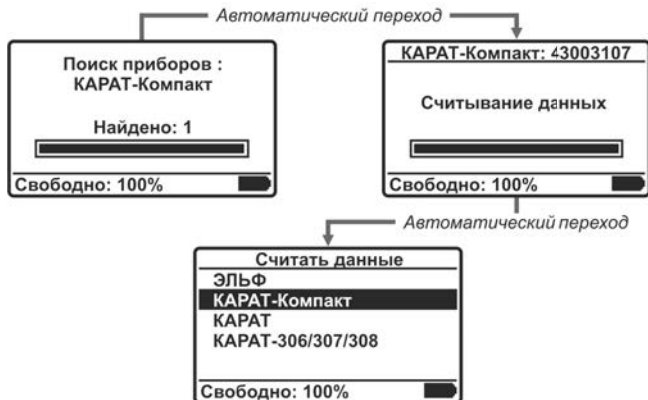 Автоматический переход
Поиск приборов :
КАРАТ-Компакт
Найдено: 1
Свободно: 100%
КАРАТ-Компакт: 43003107
Считывание данных
Свободно: 100%
Автоматический переход
Считать данные
ЭЛЬФ
КАРАТ-Компакт
КАРАТ
КАРАТ-306/307/308
Свободно: 100%